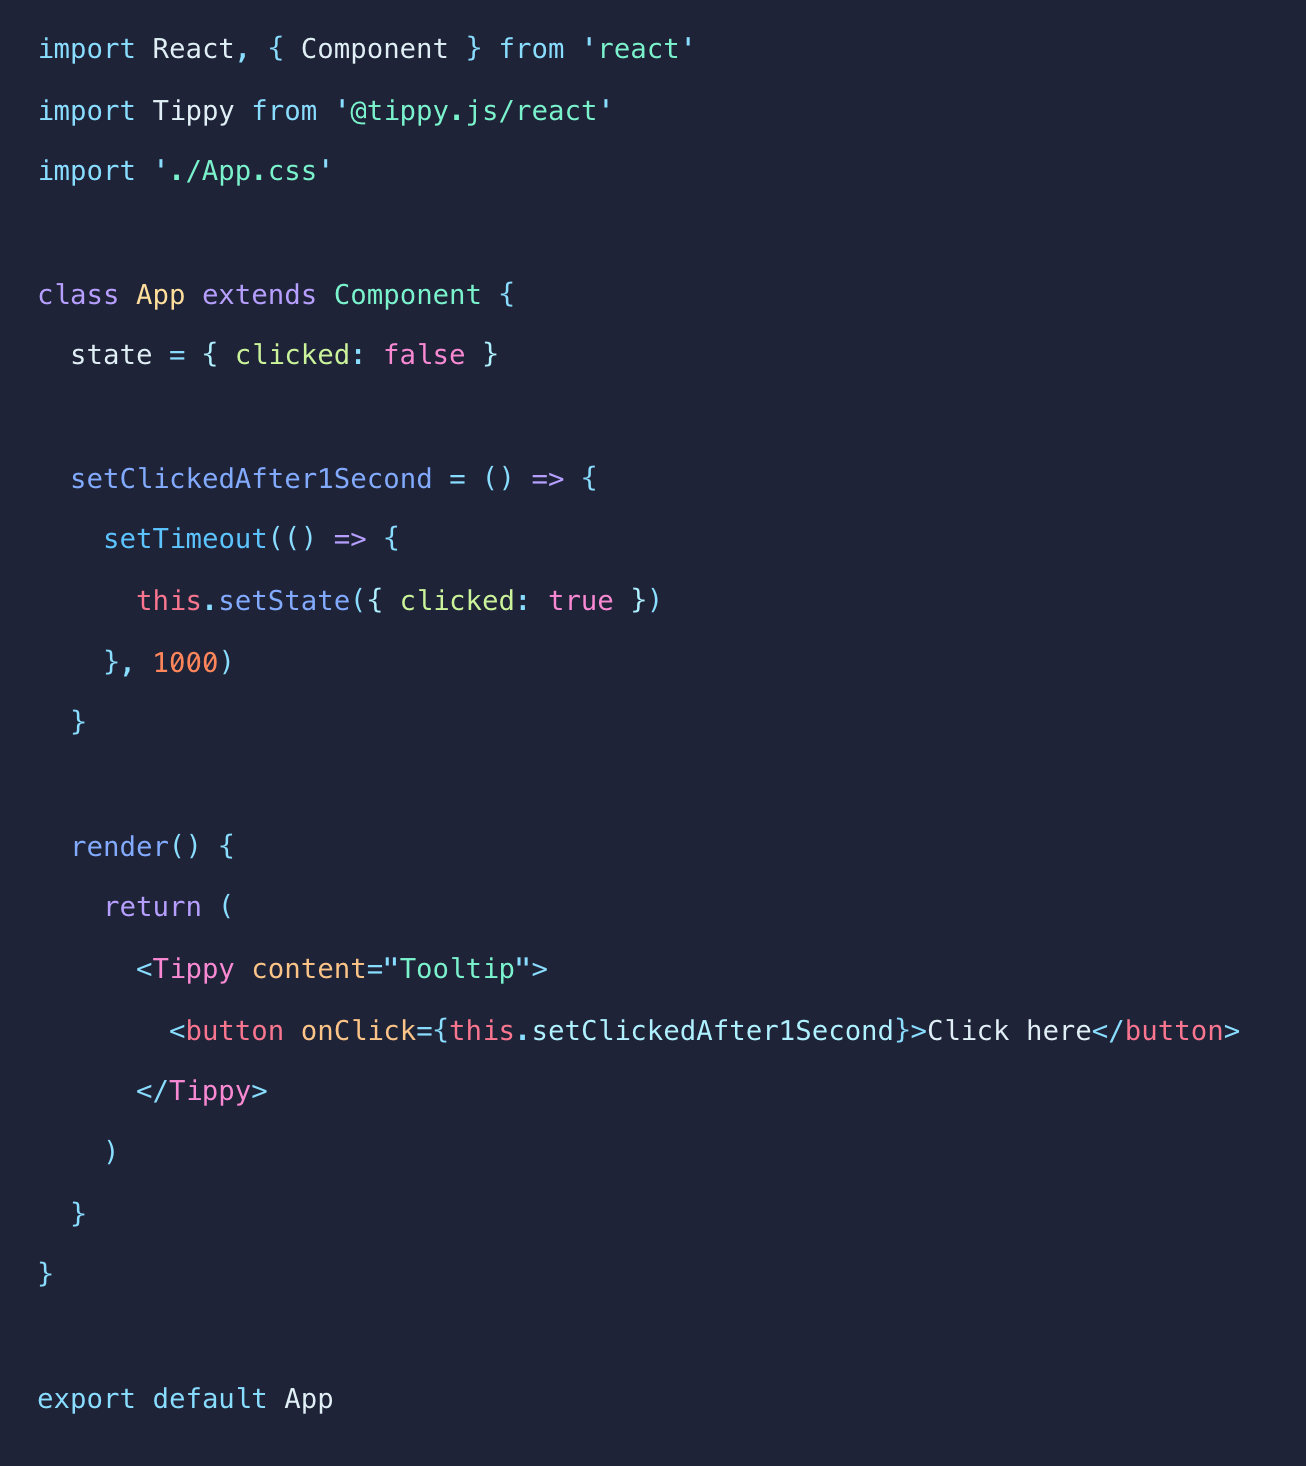 import React, { Component } from 'react'
import Tippy from '@tippy.js/react'
import './App.css'

class App extends Component {
  state = { clicked: false }

  setClickedAfter1Second = () => {
    setTimeout(() => {
      this.setState({ clicked: true })
    }, 1000)
  }

  render() {
    return (
      <Tippy content="Tooltip">
        <button onClick={this.setClickedAfter1Second}>Click here</button>
      </Tippy>
    )
  }
}

export default App